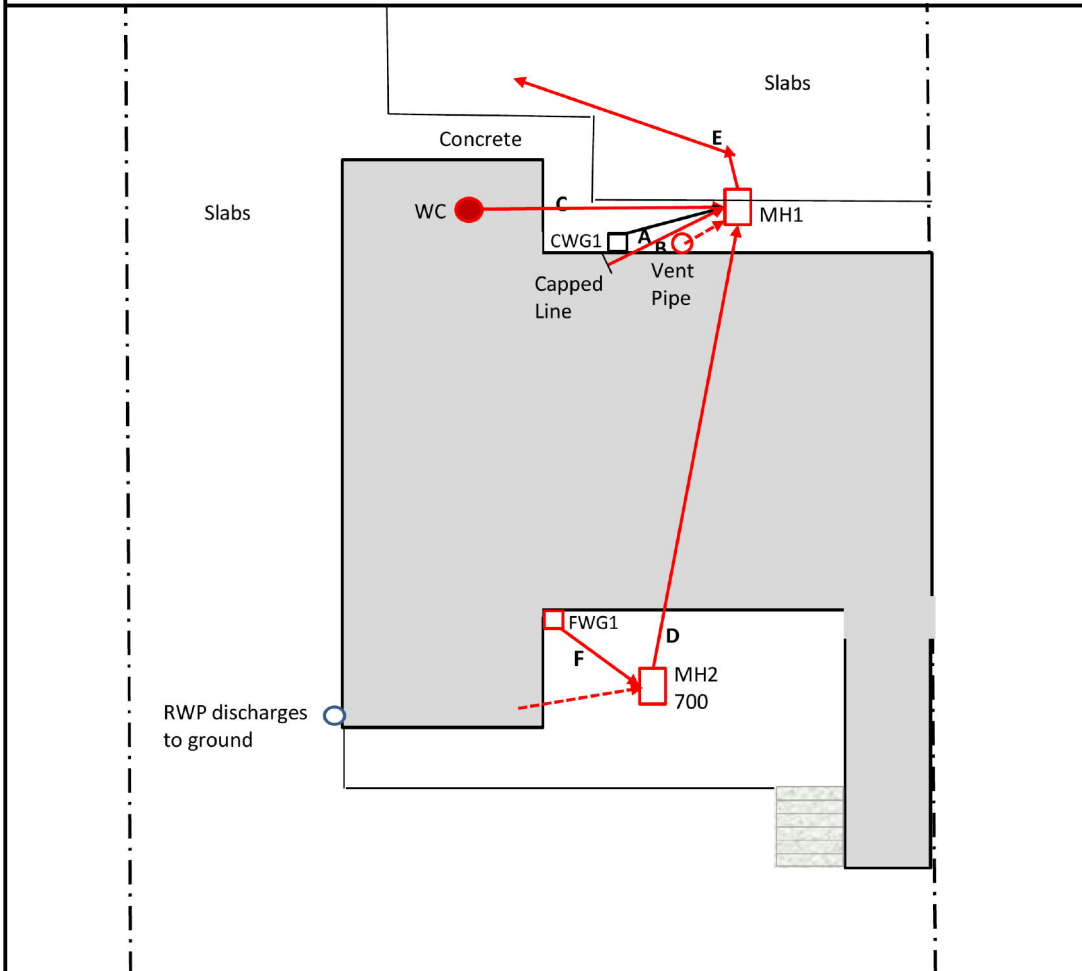 Slabs
E
Concrete
Slabs
WC
C
MH1
CWG1
A
B
Capped
Line
Vent
Pipe
FWG1
D
F
MH2
700
RWP discharges
to ground